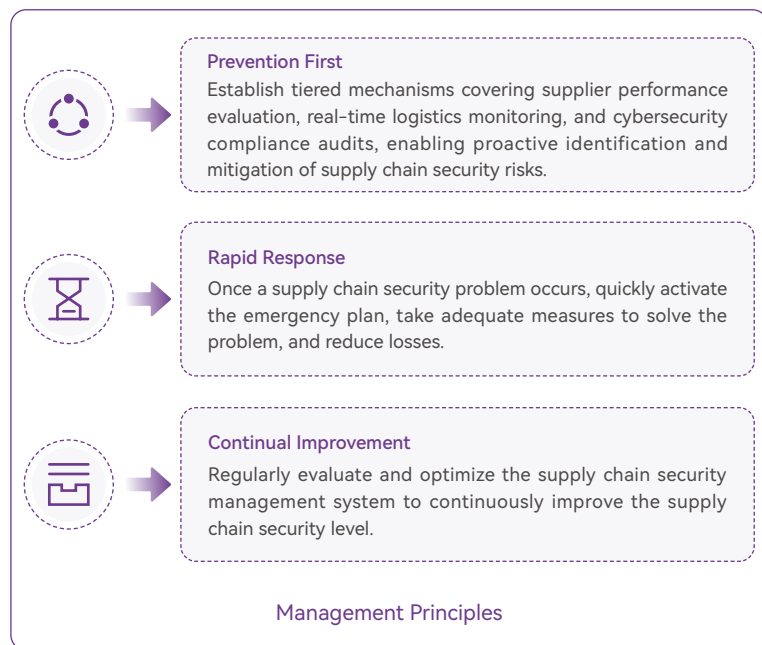 Prevention First
Establish tiered mechanisms covering supplier performance
evaluation, real-time logistics monitoring, and cybersecurity
compliance audits, enabling proactive identification and
mitigation of supply chain security risks.
Rapid Response
Once a supply chain security problem occurs, quickly activate
the emergency plan, take adequate measures to solve the
problem, and reduce losses.
Continual Improvement
Regularly evaluate and optimize the supply chain security
management system to continuously improve the supply
chain security level.
Management Principles